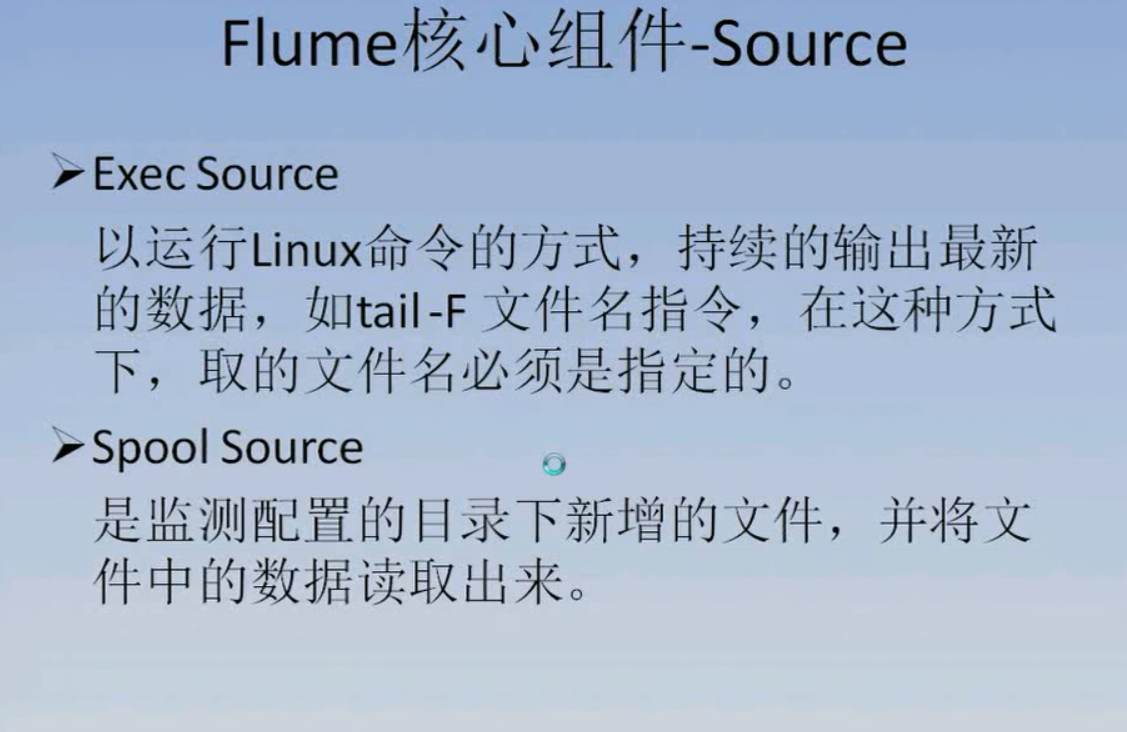 Flume核心组件-Source
➢Exec Source
以运行Linux命令的方式，持续的输出最新
的数据，如tail -F 文件名指令，在这种方式
下，取的文件名必须是指定的。
➢Spool Source
是监测配置的目录下新增的文件，并将文
件中的数据读取出来。